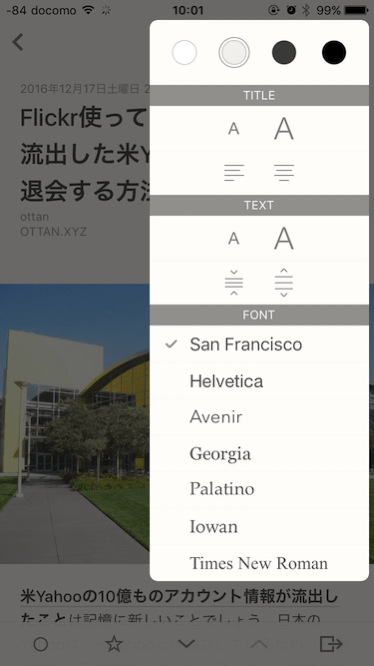 -84 docomo 10:01 99%
2016年12月17日土曜日 2
Flickr使って
流出した米Y
退会する方法
ottan
OTTAN.XYZ
TITLE
A A
TEXT
A A
FONT
San Francisco
Helvetica
Avenir
Georgia
Palatino
Iowan
Times New Roman
米Yahooの10億ものアカウント情報が流出し
たことは記憶に新しいことでしょう。日本の